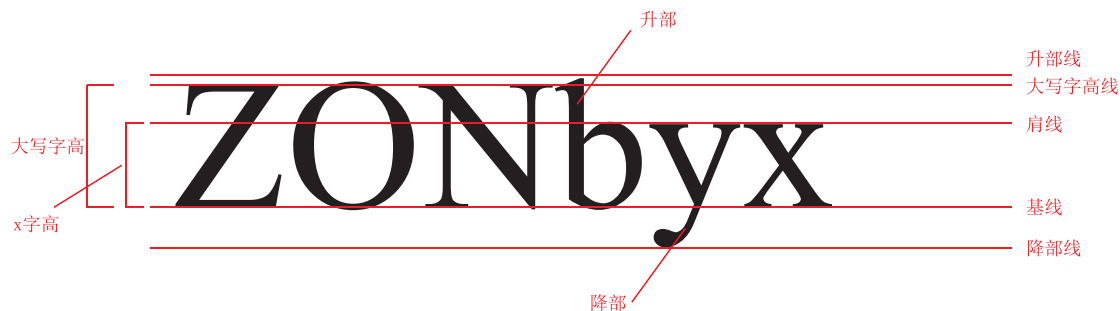 升部
升部线
大写字高线
肩线
大写字高
ZONbyx
x字高
基线
降部线
降部